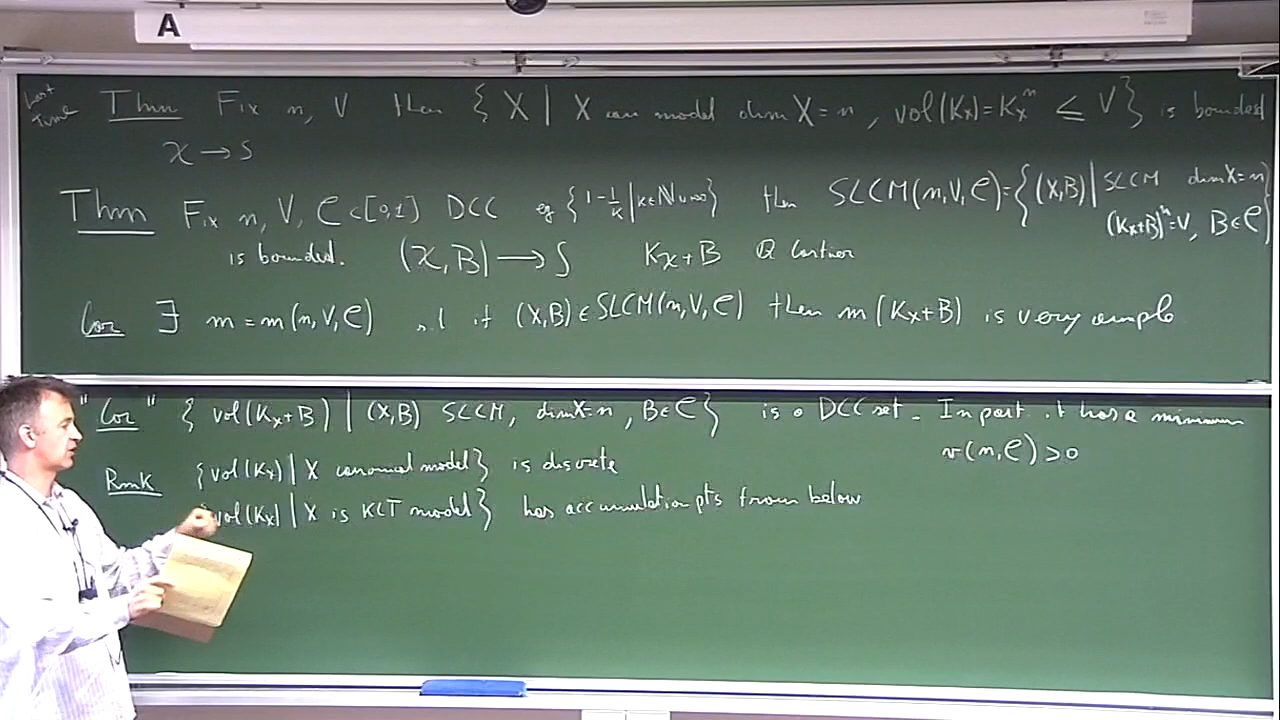 A
Last Time Thm Fix n, V then { X | X can model dim X = n, vol(K_X) = K_X^n ≤ V } is bounded
𝒳 → S
Thm Fix n, V, 𝒞 ⊂ [0,1] DCC eg { 1 - 1/k | k ∈ ℕ ∪ ∞ } then SLCM(n,V,𝒞) = { (X,B) | SLCM dim X = n
(K_X+B)^n = V, B ∈ 𝒞 }
is bounded. (𝒳, B) → S K_𝒳 + B ℚ Cartier
Cor ∃ m = m(n,V,𝒞) s.t if (X,B) ∈ SLCM(n,V,𝒞) then m(K_X+B) is very ample
"Cor" { vol(K_X+B) | (X,B) SLCM, dim X = n, B ∈ 𝒞 } is a DCC set. In part. it has a minimum
v(n,𝒞) > 0
Rmk { vol(K_X) | X canonical model } is discrete
{ vol(K_X) | X is KLT model } has accumulation pts from below